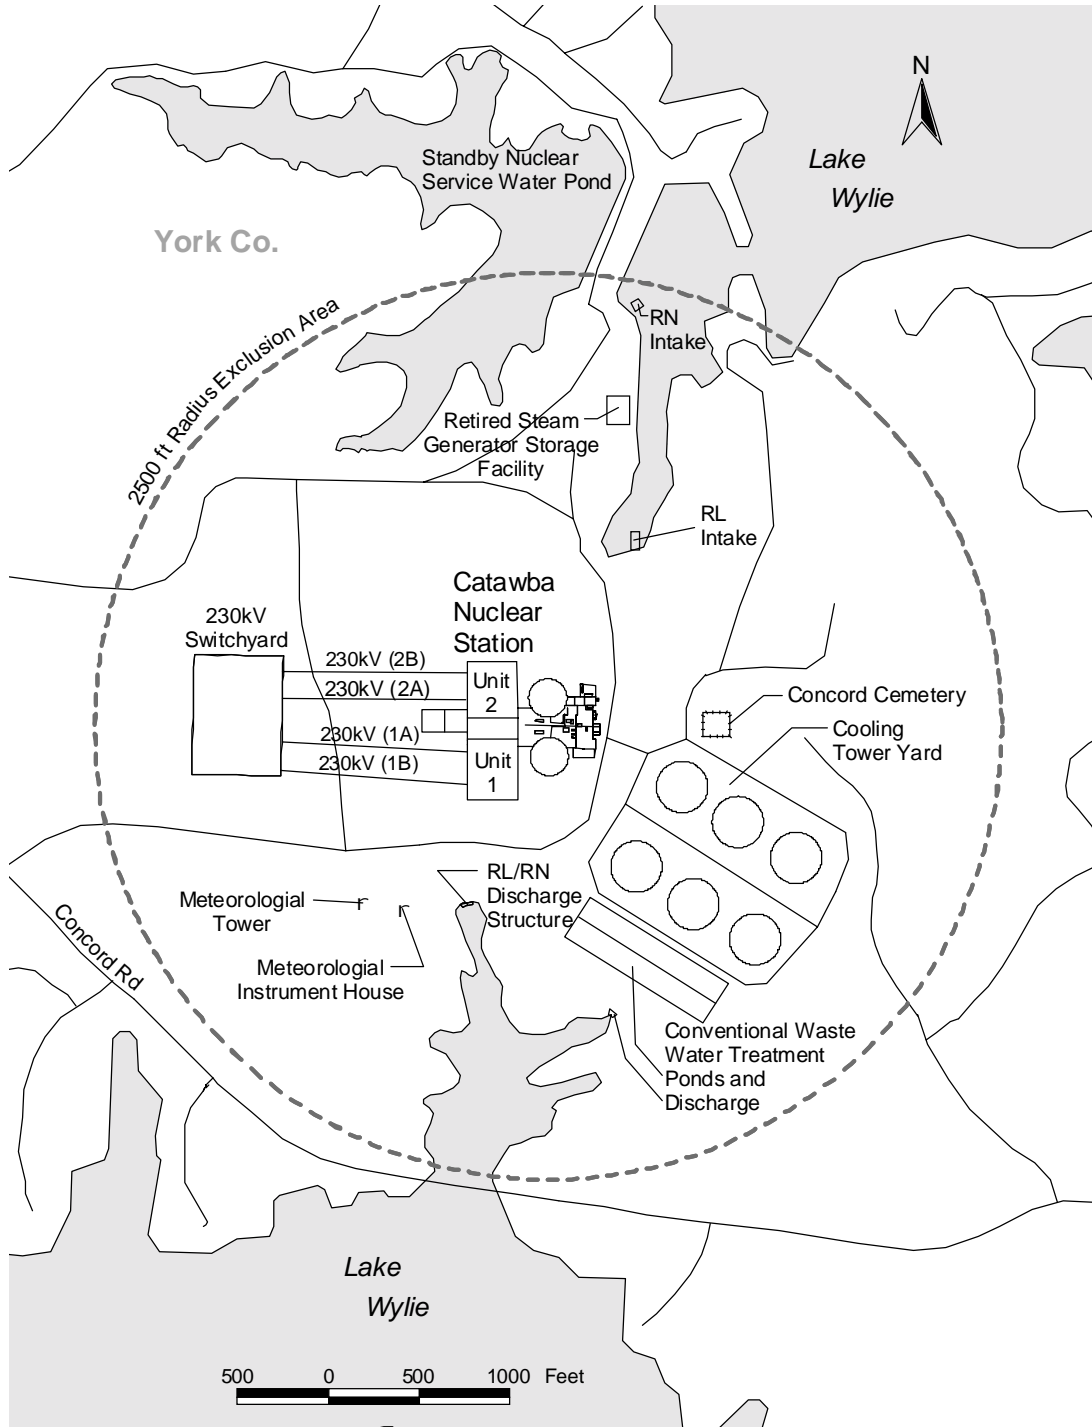 N
Lake
Wylie
Standby Nuclear
Service Water Pond
York Co.
2500 ft Radius Exclusion Area
RN
Intake
Retired Steam
Generator Storage
Facility
RL
Intake
Catawba
Nuclear
Station
230kV
Switchyard
230kV (2B)
230kV (2A)
230kV (1A)
230kV (1B)
Unit
2
Unit
1
Concord Cemetery
Cooling
Tower Yard
RL/RN
Discharge
Structure
Meteorologial
Tower
Meteorologial
Instrument House
Concord Rd
Conventional Waste
Water Treatment
Ponds and
Discharge
Lake
Wylie
500 0 500 1000 Feet